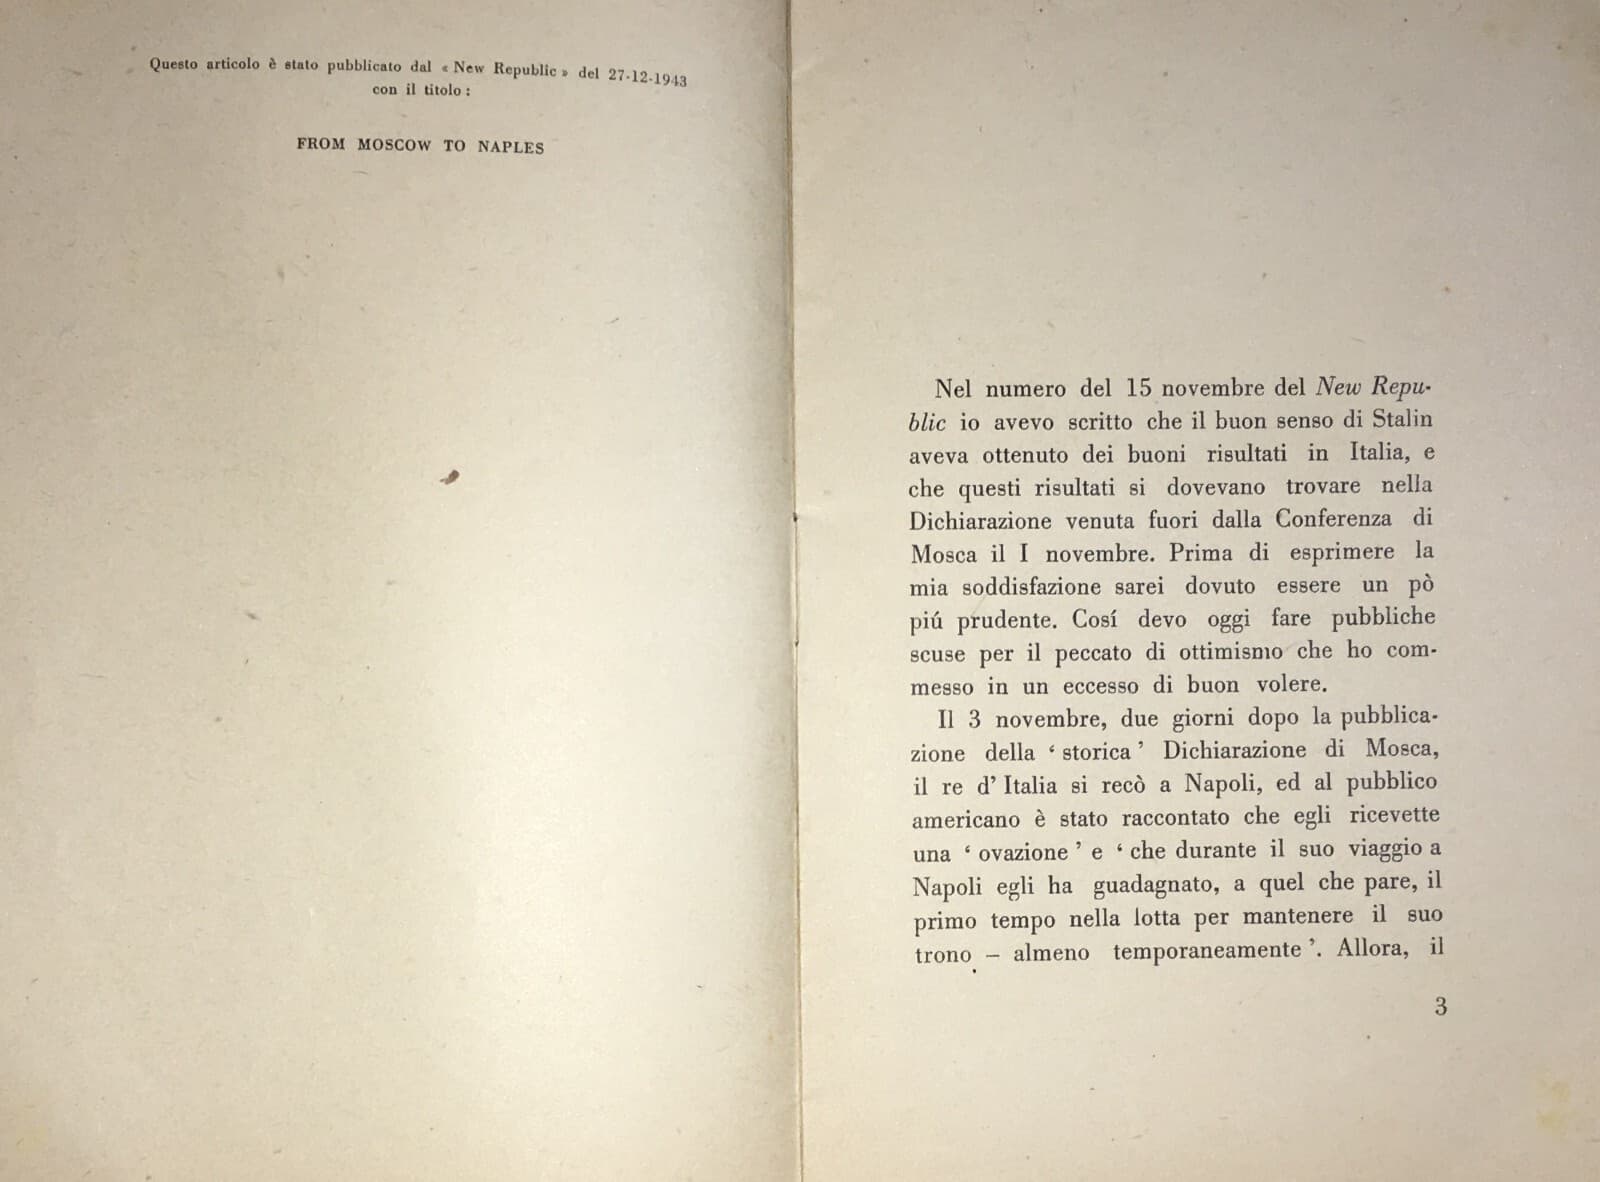 Questo articolo è stato pubblicato dal « New Republic » del 27-12-1943
con il titolo :
FROM MOSCOW TO NAPLES
Nel numero del 15 novembre del New Repu-
blic io avevo scritto che il buon senso di Stalin
aveva ottenuto dei buoni risultati in Italia, e
che questi risultati si dovevano trovare nella
Dichiarazione venuta fuori dalla Conferenza di
Mosca il I novembre. Prima di esprimere la
mia soddisfazione sarei dovuto essere un pò
piú prudente. Cosí devo oggi fare pubbliche
scuse per il peccato di ottimismo che ho com-
messo in un eccesso di buon volere.
Il 3 novembre, due giorni dopo la pubblica-
zione della ‘ storica ’ Dichiarazione di Mosca,
il re d’ Italia si recò a Napoli, ed al pubblico
americano è stato raccontato che egli ricevette
una ‘ ovazione ’ e ‘ che durante il suo viaggio a
Napoli egli ha guadagnato, a quel che pare, il
primo tempo nella lotta per mantenere il suo
trono – almeno temporaneamente ’. Allora, il
3